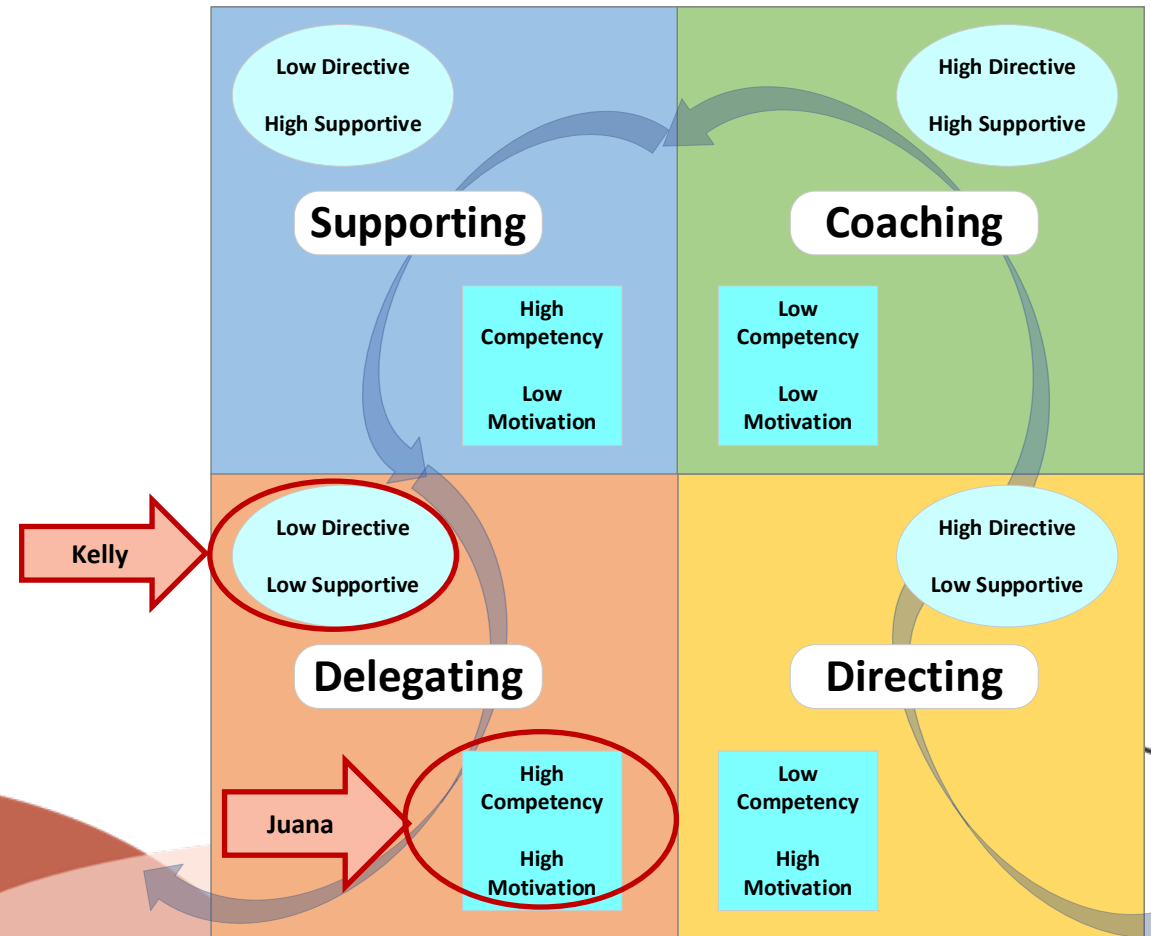 Low Directive
High Supportive
Supporting
High
Competency
Low
Motivation
High Directive
High Supportive
Coaching
Low
Competency
Low
Motivation
Kelly
Low Directive
Low Supportive
Delegating
Juana
High
Competency
High
Motivation
High Directive
Low Supportive
Directing
Low
Competency
High
Motivation